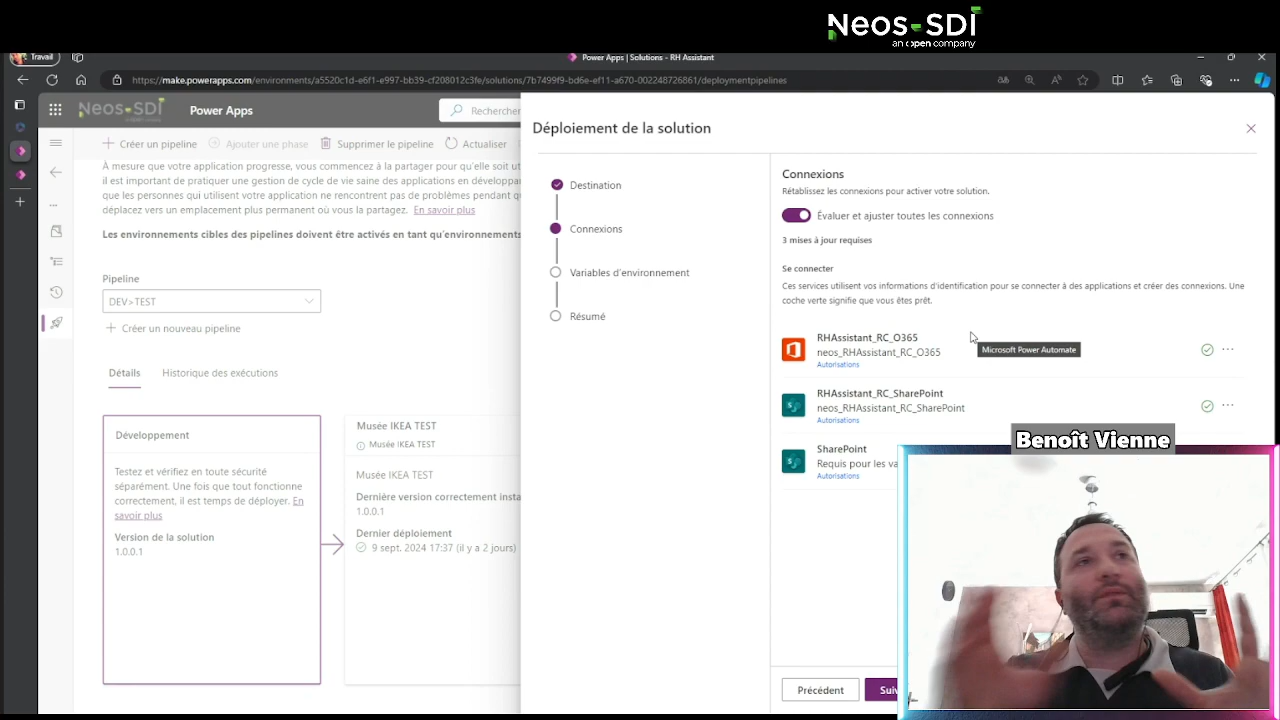 Neos-SDI
an open company
Travail
Power Apps | Solutions - RH Assistant
https://make.powerapps.com/environments/a5520c1d-e6f1-e997-bb39-cf208012c3fe/solutions/7b7499f9-bd6e-ef11-a670-002248726861/deploymentpipelines
Neos-SDI
Power Apps
Rechercher
Créer un pipeline
Ajouter une phase
Supprimer le pipeline
Actualiser
À mesure que votre application progresse, vous commencez à la partager pour qu'elle soit ut
il est important de pratiquer une gestion de cycle de vie saine des applications en développa
que les personnes qui utilisent votre application ne rencontrent pas de problèmes pendant q
déplacez vers un emplacement plus permanent où vous la partagez. En savoir plus
Les environnements cibles des pipelines doivent être activés en tant qu'environnements
Pipeline
DEV>TEST
Créer un nouveau pipeline
Détails
Historique des exécutions
Développement
Testez et vérifiez en toute sécurité
séparément. Une fois que tout fonctionne
correctement, il est temps de déployer. En
savoir plus
Version de la solution
1.0.0.1
Musée IKEA TEST
Musée IKEA TEST
Musée IKEA TEST
Dernière version correctement insta
1.0.0.1
Dernier déploiement
9 sept. 2024 17:37 (il y a 2 jours)
Déploiement de la solution
Destination
Connexions
Variables d'environnement
Résumé
Connexions
Rétablissez les connexions pour activer votre solution.
Évaluer et ajuster toutes les connexions
3 mises à jour requises
Se connecter
Ces services utilisent vos informations d'identification pour se connecter à des applications et créer des connexions. Une
coche verte signifie que vous êtes prêt.
RHAssistant_RC_O365
neos_RHAssistant_RC_O365
Autorisations
Microsoft Power Automate
RHAssistant_RC_SharePoint
neos_RHAssistant_RC_SharePoint
Autorisations
SharePoint
Requis pour les va
Autorisations
Précédent
Suiv
Benoît Vienne